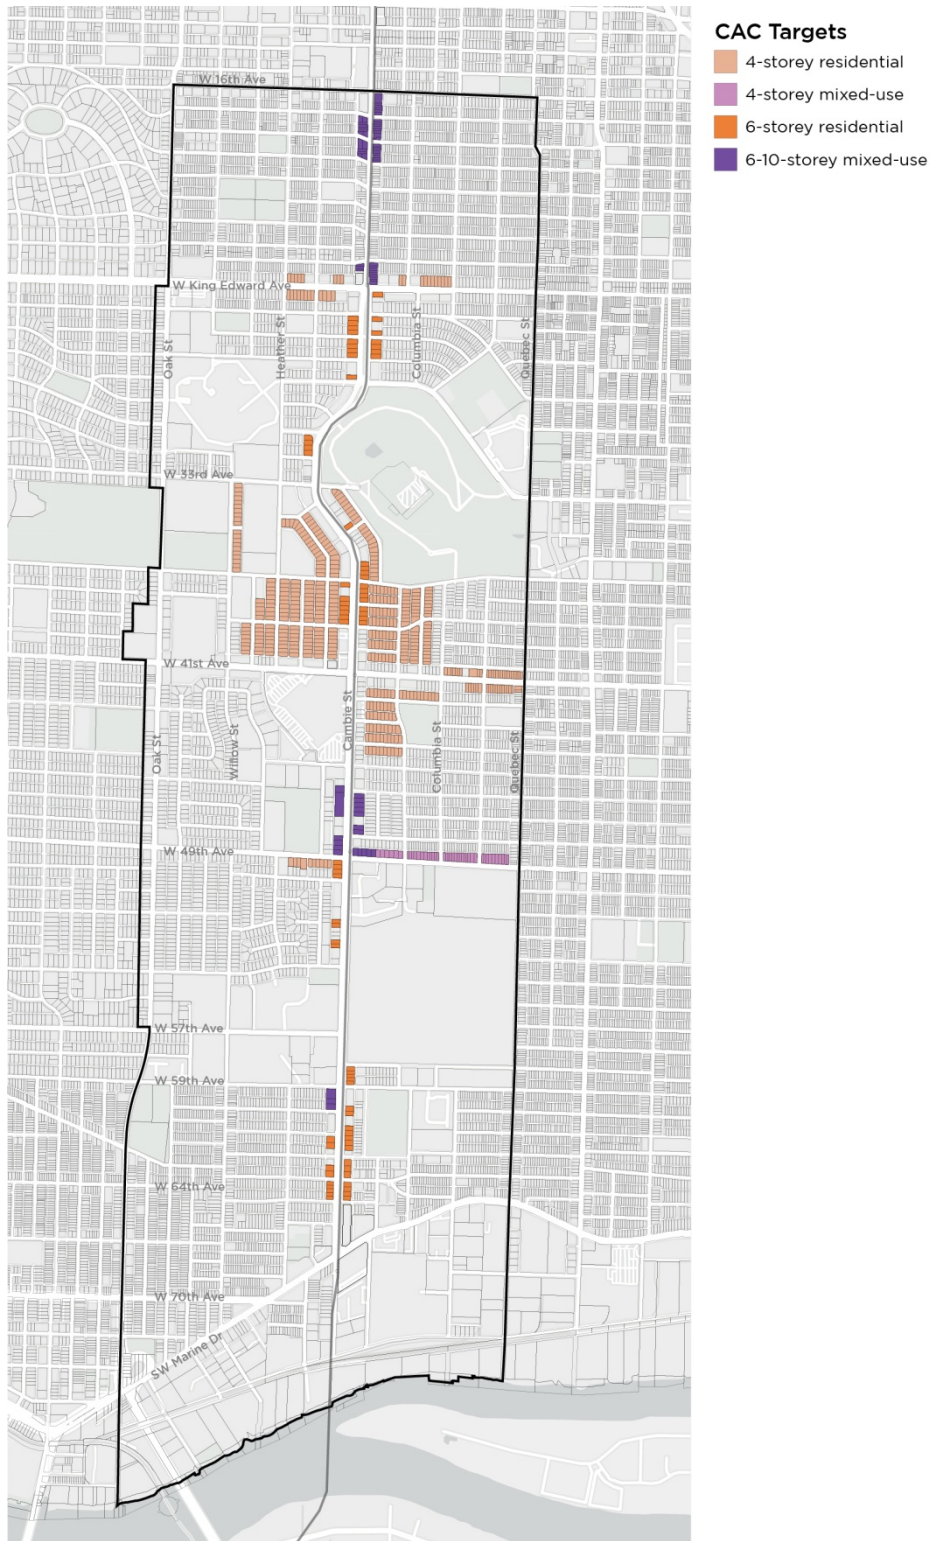 CAC Targets
4-storey residential
4-storey mixed-use
6-storey residential
6-10-storey mixed-use
W 16th Ave
W King Edward Ave
Oak St
Heather St
Columbia St
Quebec St
W 33rd Ave
W 41st Ave
Cambie St
Oak St
Willow St
Columbia St
Quebec St
W 49th Ave
W 57th Ave
W 59th Ave
W 64th Ave
W 70th Ave
SW Marine Dr